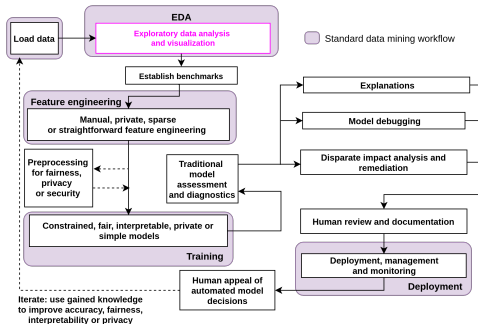 EDA
Load data
Exploratory data analysis
and visualization
Standard data mining workflow
Establish benchmarks
Explanations
Feature engineering
Manual, private, sparse
or straightforward feature engineering
Model debugging
Preprocessing
for fairness,
privacy
or security
Traditional
model
assessment
and diagnostics
Disparate impact analysis and
remediation
Constrained, fair, interpretable, private or
simple models
Training
Human review and documentation
Deployment, management
and monitoring
Deployment
Human appeal of
automated model
decisions
Iterate: use gained knowledge
to improve accuracy, fairness,
interpretability or privacy